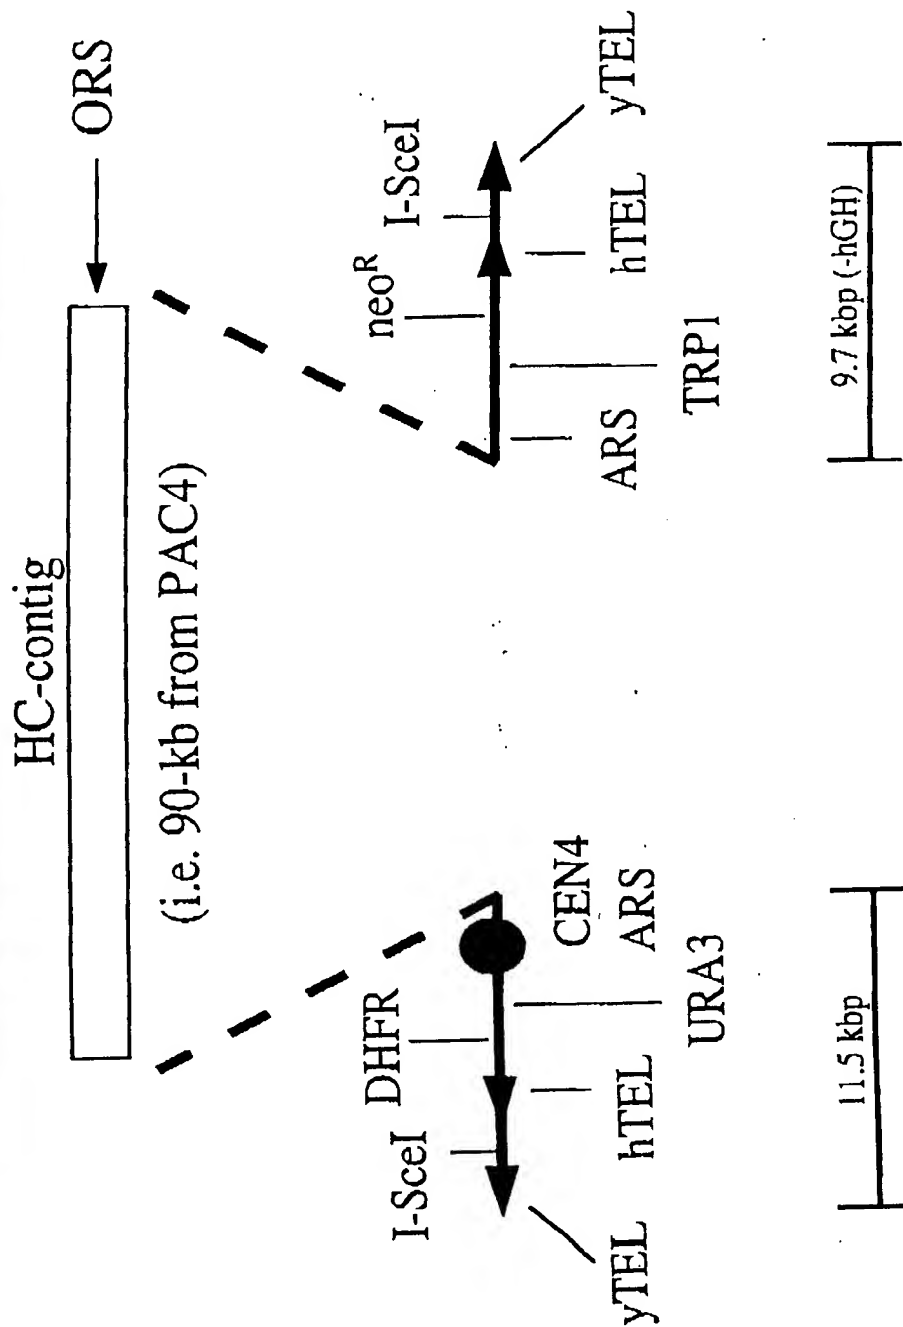 HC-contig
ORS
(i.e. 90-kb from PAC4)
I-SceI
DHFR
neo^R
I-SceI
yTEL
hTEL
URA3
CEN4
ARS
ARS
TRP1
hTEL
yTEL
11.5 kbp
9.7 kbp (-hGH)